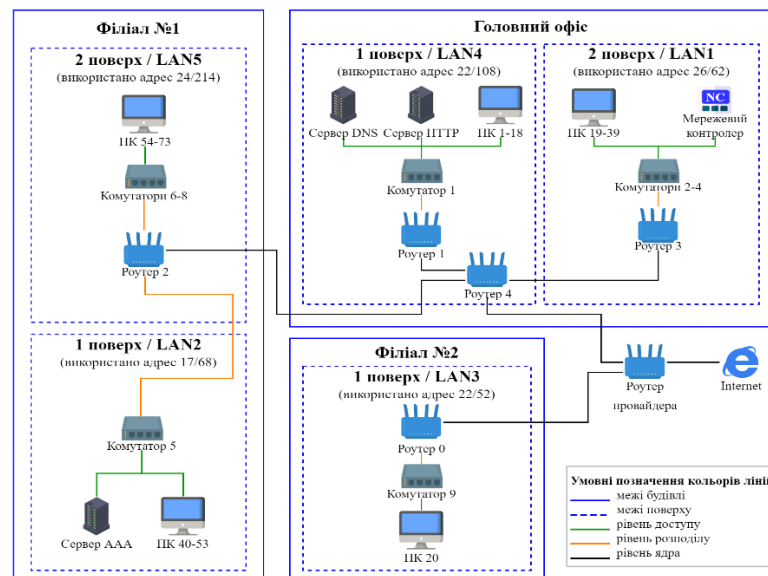 Філіал №1
2 поверх / LAN5
(використано адрес 24/214)
ПК 54-73
Комутатори 6-8
Роутер 2
1 поверх / LAN2
(використано адрес 17/68)
Комутатор 5
Сервер AAA
ПК 40-53
Головний офіс
1 поверх / LAN4
(використано адрес 22/108)
Сервер DNS
Сервер HTTP
ПК 1-18
Комутатор 1
Роутер 1
Роутер 4
2 поверх / LAN1
(використано адрес 26/62)
NC
ПК 19-39
Мережевий
контролер
Комутатори 2-4
Роутер 3
Філіал №2
1 поверх / LAN3
(використано адрес 22/52)
Роутер 0
Комутатор 9
ПК 20
Роутер
провайдера
Internet
Умовні позначення кольорів ліній
межі будівлі
межі поверху
рівень доступу
рівень розподілу
рівень ядра